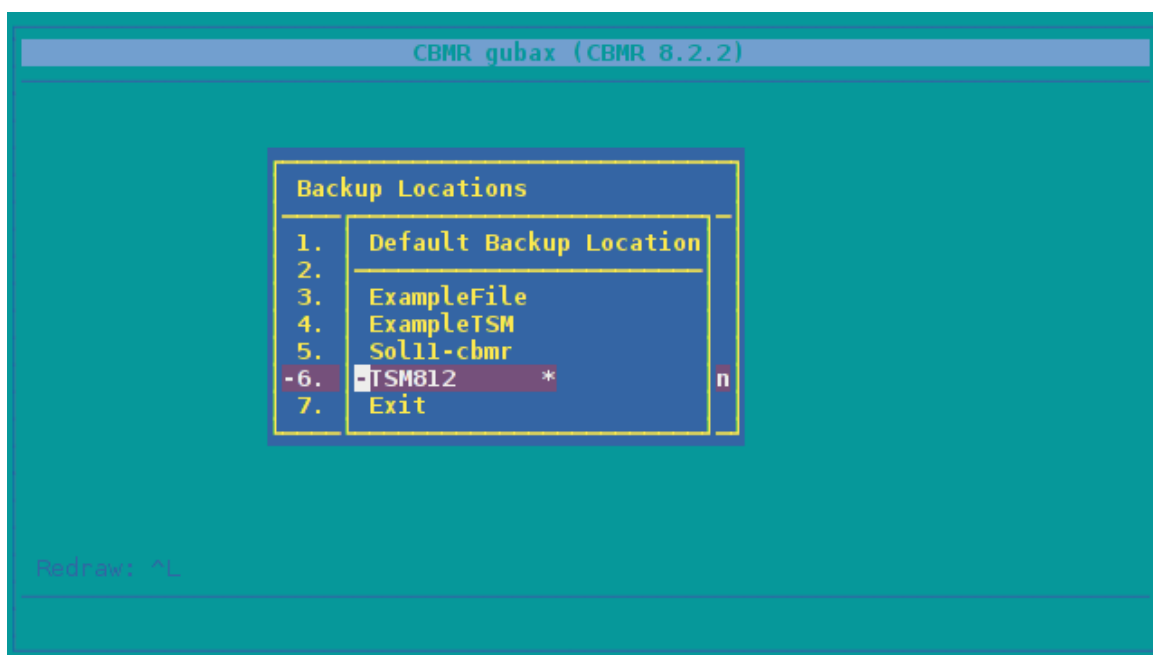 CBMR gubax (CBMR 8.2.2)
Backup Locations
1. Default Backup Location
2.
3. ExampleFile
4. ExampleTSM
5. Sol11-cbmr
-6. -TSM812 * n
7. Exit
Redraw: ^L